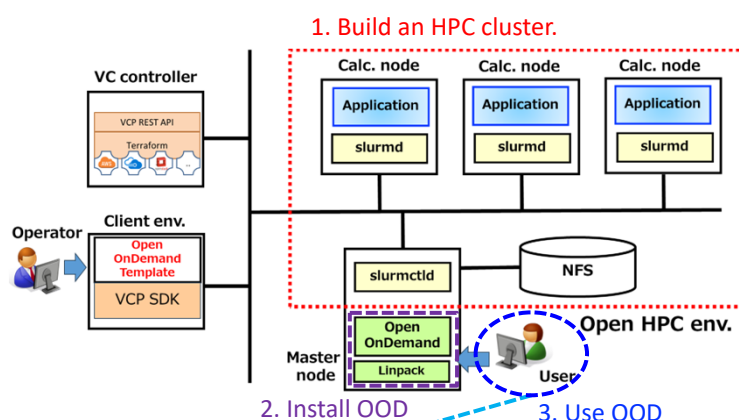 1. Build an HPC cluster.
VC controller
VCP REST API
Terraform
AWS
..
Calc. node
Application
slurmd
Calc. node
Application
slurmd
Calc. node
Application
slurmd
Operator
Client env.
Open
OnDemand
Template
VCP SDK
slurmctld
NFS
Open HPC env.
Master
node
Open
OnDemand
Linpack
User
2. Install OOD
3. Use OOD